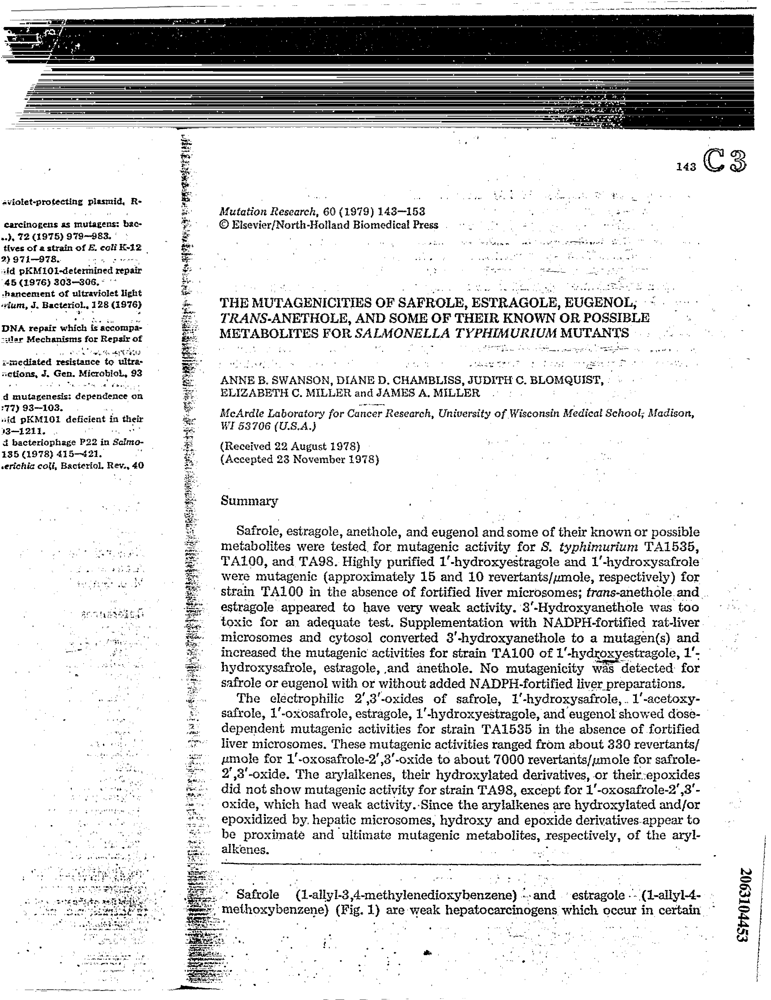 143 C3
violet-protecting plasmid, R-
carcinogens as mutagens: bac-
72 (1975) 979—983.
tives of a strain of E. coli K-12
2) 971—978.
id pKM101-determined repair
45 (1976) 303—306.
hancement of ultraviolet light
rium, J. Bacteriol., 128 (1976)
DNA repair which is accompa-
ular Mechanisms for Repair of
-mediated resistance to ultra-
ctions, J. Gen. Microbiol., 93
d mutagenesis: dependence on
77) 93—103.
id pKM101 deficient in their
3—1211.
d bacteriophage P22 in Salmo-
135 (1978) 415—421.
erichia coli, Bacteriol. Rev., 40
Mutation Research, 60 (1979) 143—153
© Elsevier/North-Holland Biomedical Press
THE MUTAGENICITIES OF SAFROLE, ESTRAGOLE, EUGENOL,
TRANS-ANETHOLE, AND SOME OF THEIR KNOWN OR POSSIBLE
METABOLITES FOR SALMONELLA TYPHIMURIUM MUTANTS
ANNE B. SWANSON, DIANE D. CHAMBLISS, JUDITH C. BLOMQUIST,
ELIZABETH C. MILLER and JAMES A. MILLER
McArdle Laboratory for Cancer Research, University of Wisconsin Medical School, Madison,
WI 53706 (U.S.A.)
(Received 22 August 1978)
(Accepted 23 November 1978)
Summary
Safrole, estragole, anethole, and eugenol and some of their known or possible
metabolites were tested for mutagenic activity for S. typhimurium TA1535,
TA100, and TA98. Highly purified 1′-hydroxyestragole and 1′-hydroxysafrole
were mutagenic (approximately 15 and 10 revertants/μmole, respectively) for
strain TA100 in the absence of fortified liver microsomes; trans-anethole and
estragole appeared to have very weak activity. 3′-Hydroxyanethole was too
toxic for an adequate test. Supplementation with NADPH-fortified rat-liver
microsomes and cytosol converted 3′-hydroxyanethole to a mutagen(s) and
increased the mutagenic activities for strain TA100 of 1′-hydroxyestragole, 1′-
hydroxysafrole, estragole, and anethole. No mutagenicity was detected for
safrole or eugenol with or without added NADPH-fortified liver preparations.
The electrophilic 2′,3′-oxides of safrole, 1′-hydroxysafrole, 1′-acetoxy-
safrole, 1′-oxosafrole, estragole, 1′-hydroxyestragole, and eugenol showed dose-
dependent mutagenic activities for strain TA1535 in the absence of fortified
liver microsomes. These mutagenic activities ranged from about 330 revertants/
μmole for 1′-oxosafrole-2′,3′-oxide to about 7000 revertants/μmole for safrole-
2′,3′-oxide. The arylalkenes, their hydroxylated derivatives, or their epoxides
did not show mutagenic activity for strain TA98, except for 1′-oxosafrole-2′,3′-
oxide, which had weak activity. Since the arylalkenes are hydroxylated and/or
epoxidized by hepatic microsomes, hydroxy and epoxide derivatives appear to
be proximate and ultimate mutagenic metabolites, respectively, of the aryl-
alkenes.
Safrole (1-allyl-3,4-methylenedioxybenzene) and estragole (1-allyl-4-
methoxybenzene) (Fig. 1) are weak hepatocarcinogens which occur in certain
2063104453